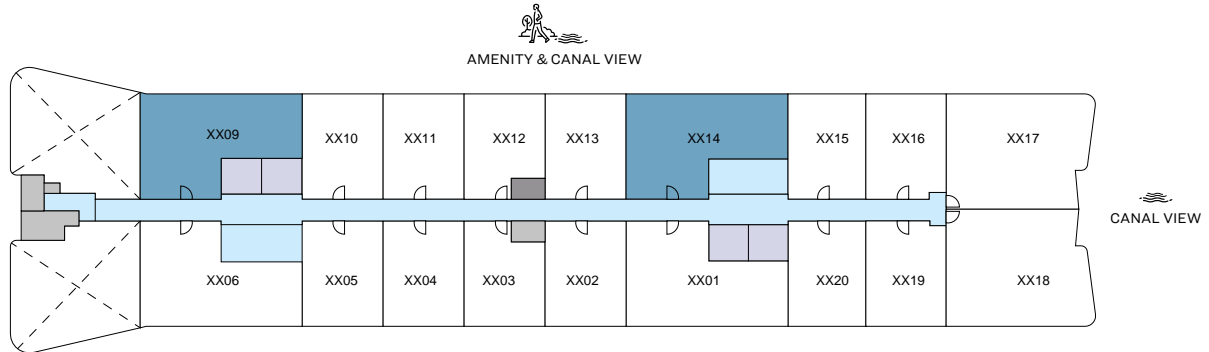 AMENITY & CANAL VIEW
XX09
XX10
XX11
XX12
XX13
XX14
XX15
XX16
XX17
CANAL VIEW
XX06
XX05
XX04
XX03
XX02
XX01
XX20
XX19
XX18